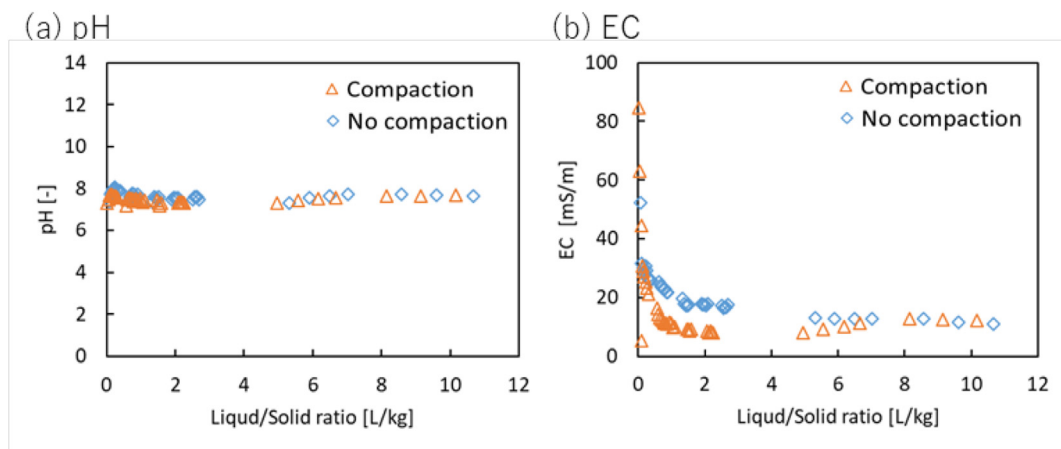 (a) pH
(b) EC
14
12
10
8
6
4
2
0
pH [-]
Compaction
No compaction
0 2 4 6 8 10 12
Liqud/Solid ratio [L/kg]
100
80
60
40
20
0
EC [mS/m]
Compaction
No compaction
0 2 4 6 8 10 12
Liqud/Solid ratio [L/kg]